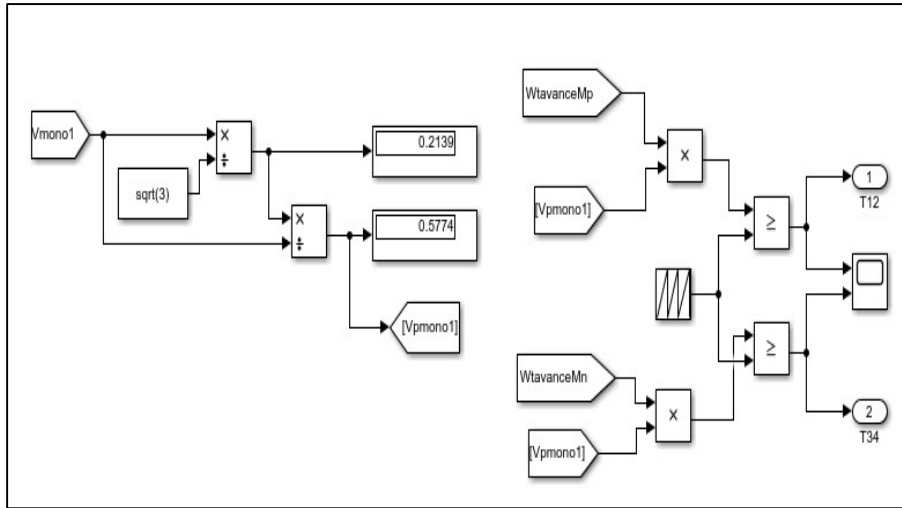 Vmono1
×
÷
sqrt(3)
0.2139
×
÷
0.5774
[Vpmono1]
WtavanceMp
×
[Vpmono1]
≥
1
T12
WtavanceMn
×
[Vpmono1]
≥
2
T34